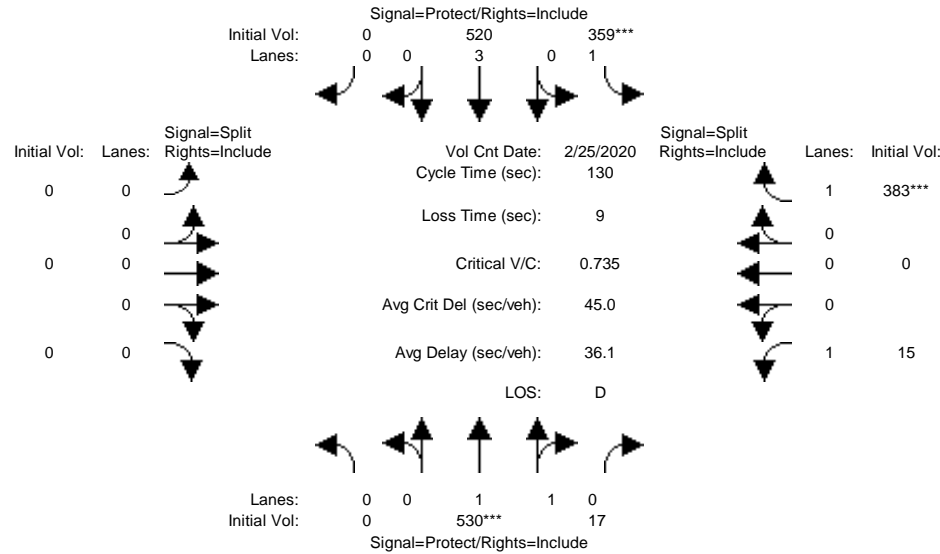 Signal=Protect/Rights=Include
Initial Vol: 0 520 359***
Lanes: 0 0 3 0 1
Signal=Split Signal=Split
Initial Vol: Lanes: Rights=Include Vol Cnt Date: 2/25/2020 Rights=Include Lanes: Initial Vol:
Cycle Time (sec): 130
0 0 1 383***
Loss Time (sec): 9
0 0
0 0 Critical V/C: 0.735 0 0
0 Avg Crit Del (sec/veh): 45.0 0
0 0 Avg Delay (sec/veh): 36.1 1 15
LOS: D
Lanes: 0 0 1 1 0
Initial Vol: 0 530*** 17
Signal=Protect/Rights=Include